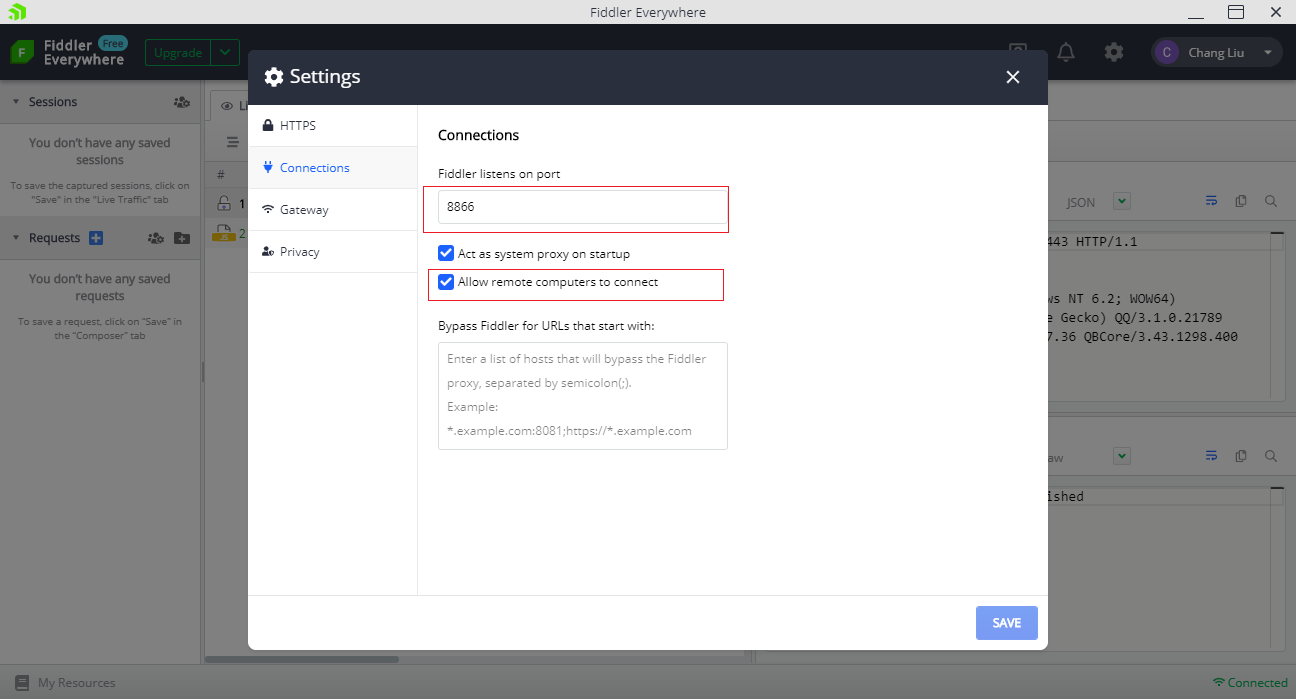 Fiddler Everywhere
F
Fiddler Free
Everywhere
Upgrade
C
Chang Liu
Settings
Sessions
You don't have any saved
sessions
To save the captured sessions, click on
"Save" in the "Live Traffic" tab
Requests
You don't have any saved
requests
To save a request, click on "Save" in
the "Composer" tab
#
1
2
JS
HTTPS
Connections
Gateway
Privacy
Connections
Fiddler listens on port
8866
Act as system proxy on startup
Allow remote computers to connect
Bypass Fiddler for URLs that start with:
Enter a list of hosts that will bypass the Fiddler
proxy, separated by semicolon(;).
Example:
*.example.com:8081;https://*.example.com
SAVE
JSON
443 HTTP/1.1
NT 6.2; WOW64)
Gecko) QQ/3.1.0.21789
7.36 QBCore/3.43.1298.400
My Resources
Connected